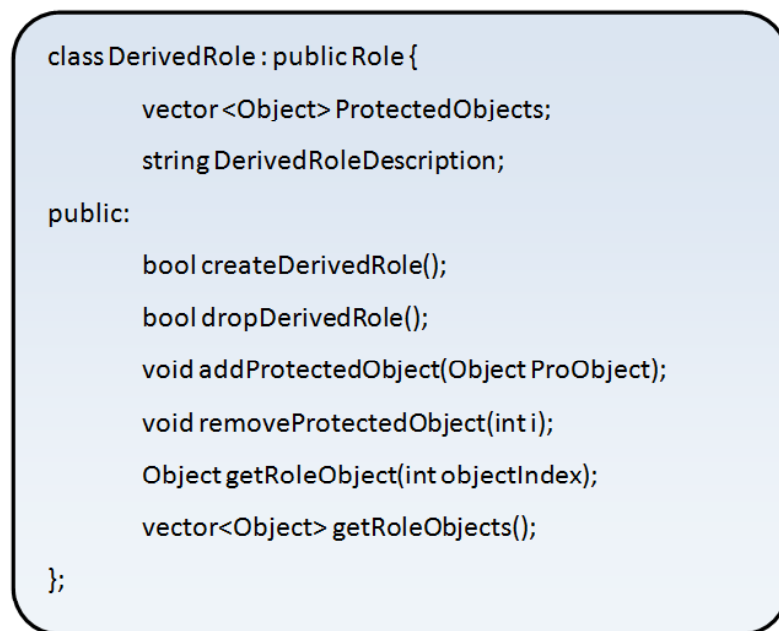 class DerivedRole : public Role {
vector <Object> ProtectedObjects;
string DerivedRoleDescription;
public:
bool createDerivedRole();
bool dropDerivedRole();
void addProtectedObject(Object ProObject);
void removeProtectedObject(int i);
Object getRoleObject(int objectIndex);
vector<Object> getRoleObjects();
};